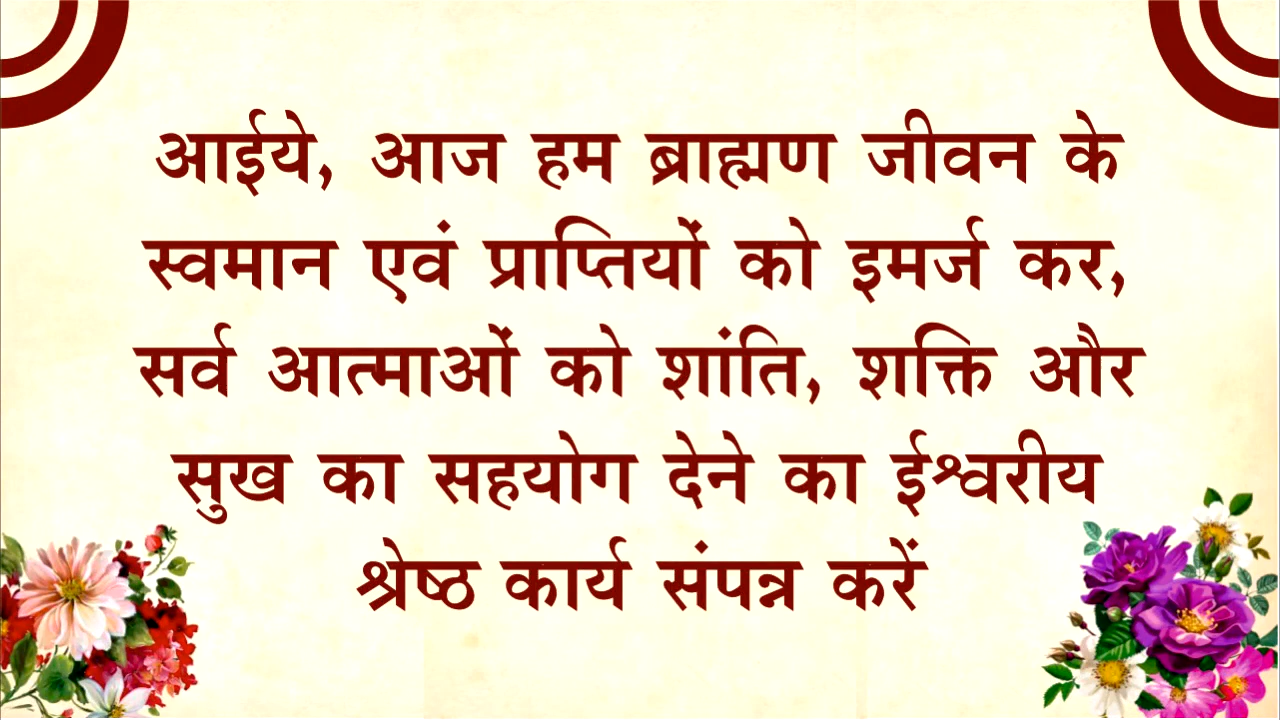 आईये, आज हम ब्राह्मण जीवन के
स्वमान एवं प्राप्तियों को इमर्ज कर,
सर्व आत्माओं को शांति, शक्ति और
सुख का सहयोग देने का ईश्वरीय
श्रेष्ठ कार्य संपन्न करें